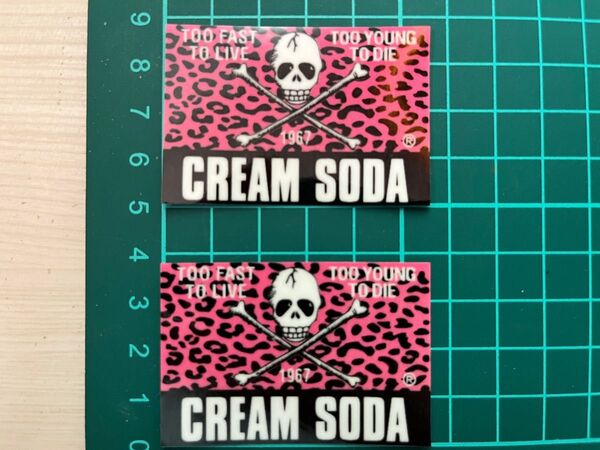 9
8
7
6
5
4
3
2
1
0
TOO FAST
TO LIVE
TOO YOUNG
TO DIE
1967
®
CREAM SODA
TOO FAST
TO LIVE
TOO YOUNG
TO DIE
1967
®
CREAM SODA